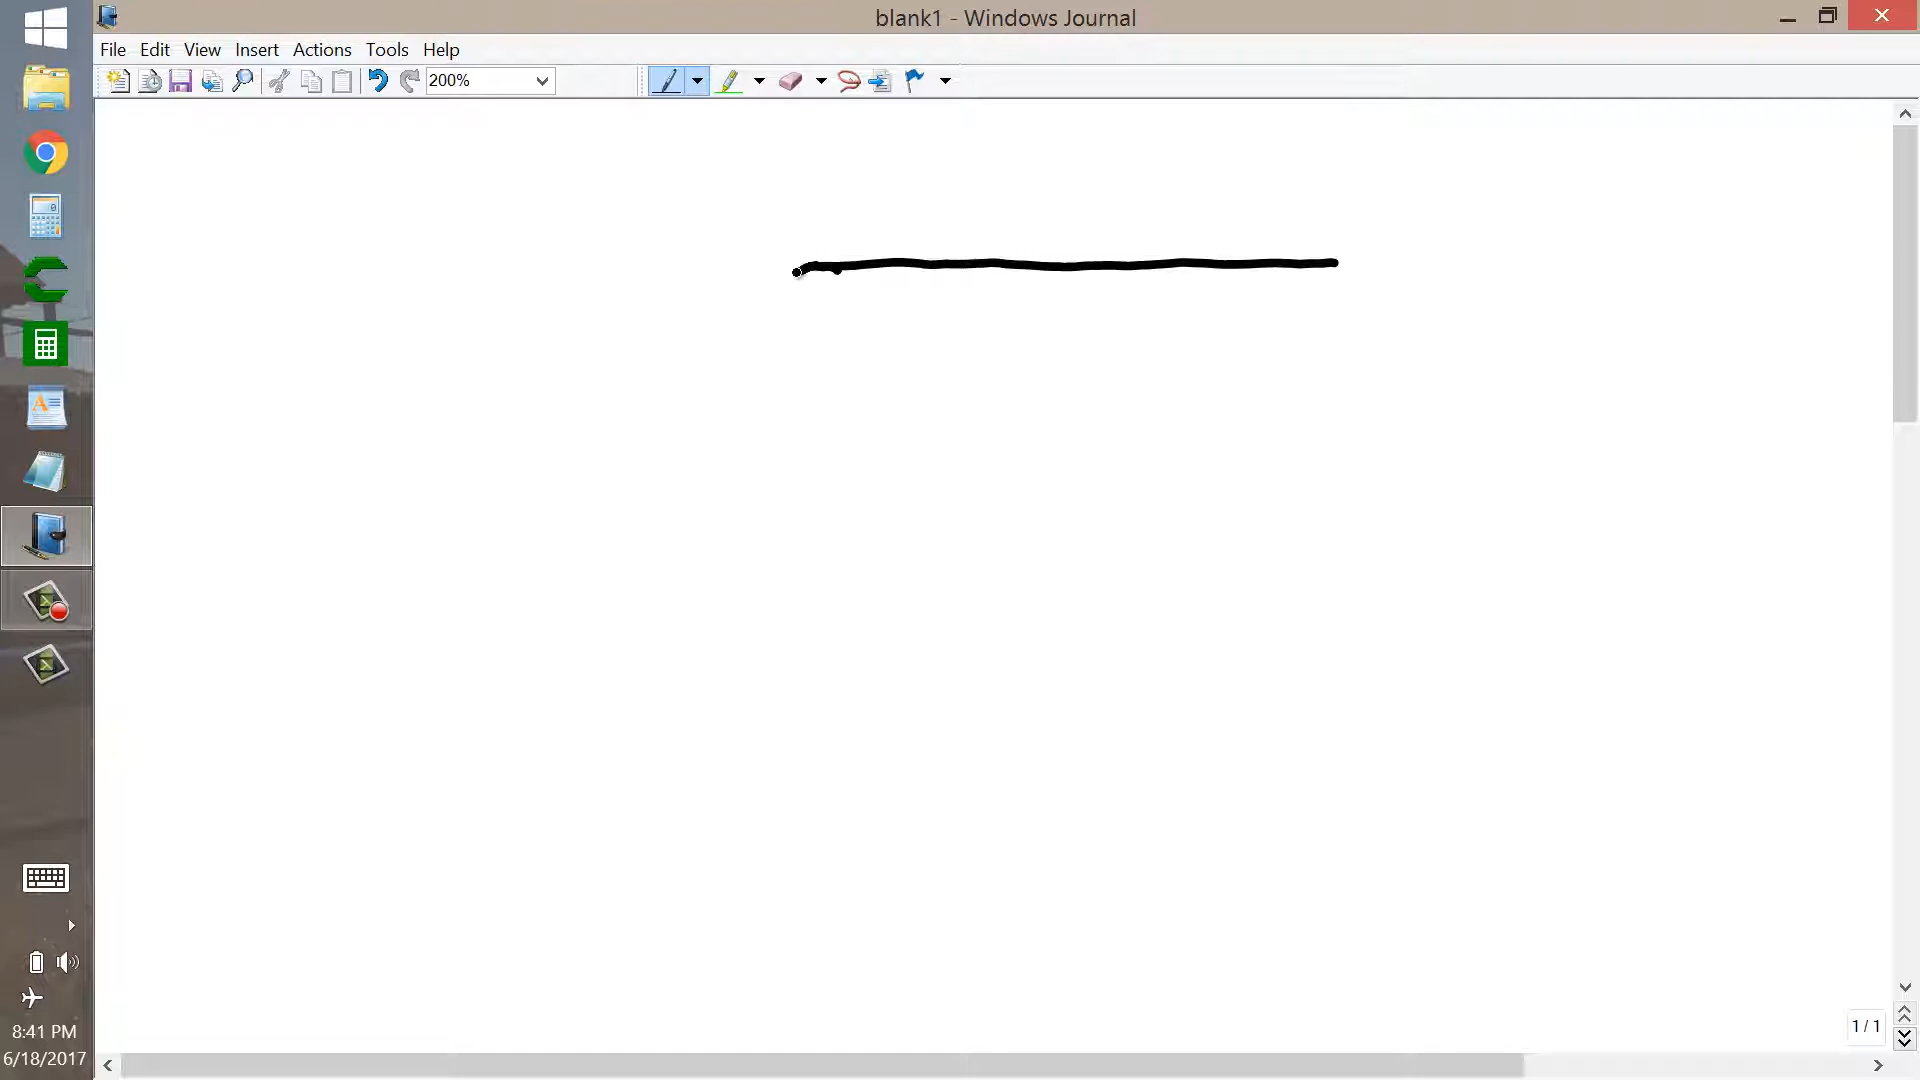 blank1 - Windows Journal
File Edit View Insert Actions Tools Help
200%
1 / 1
8:41 PM
6/18/2017